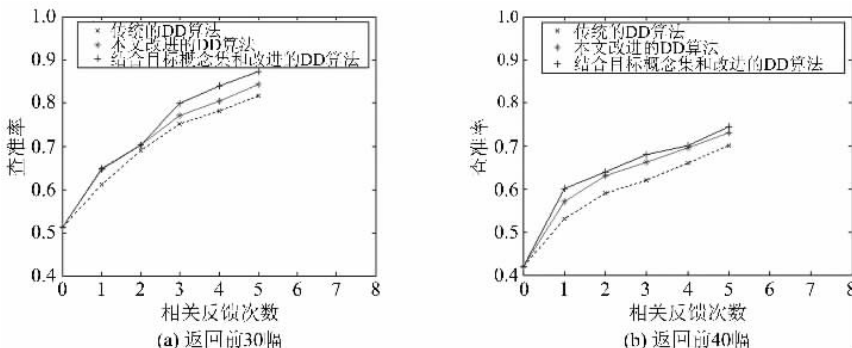 传统的DD算法
本文改进的DD算法
结合目标概念集和改进的DD算法
1.0
0.9
0.8
0.7
0.6
0.5
0.4
查准率
0 1 2 3 4 5 6 7 8
相关反馈次数
(a) 返回前30幅
传统的DD算法
本文改进的DD算法
结合目标概念集和改进的DD算法
1.0
0.9
0.8
0.7
0.6
0.5
0.4
查准率
0 1 2 3 4 5 6 7 8
相关反馈次数
(b) 返回前40幅